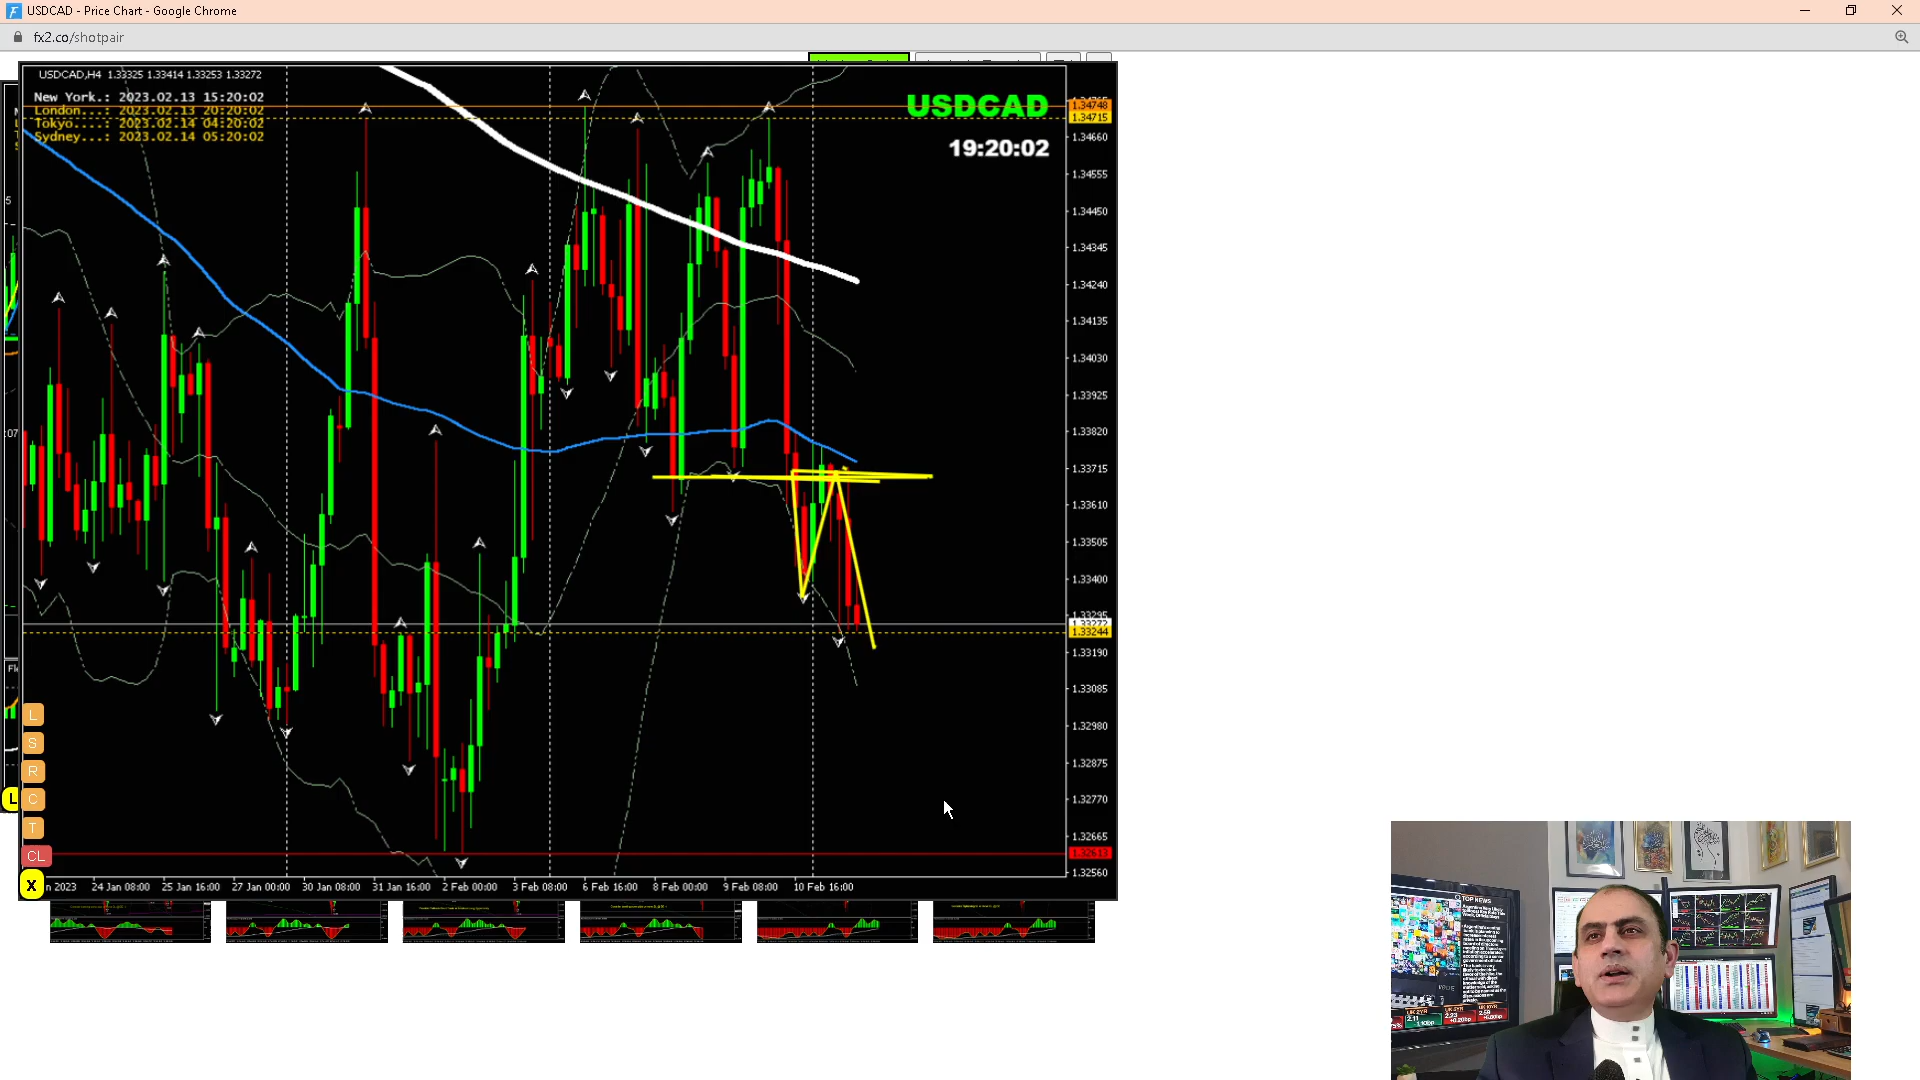 USDCAD - Price Chart - Google Chrome
fx2.co/shotpair
USDCAD,H4 1.33325 1.33414 1.33253 1.33272
New York.: 2023.02.13 15:20:02
London...: 2023.02.13 20:20:02
Tokyo....: 2023.02.14 04:20:02
Sydney...: 2023.02.14 05:20:02
USDCAD
19:20:02
1.34748
1.34715
1.34660
1.34555
1.34450
1.34345
1.34240
1.34135
1.34030
1.33925
1.33820
1.33715
1.33610
1.33505
1.33400
1.33295
1.33272
1.33244
1.33190
1.33085
1.32980
1.32875
1.32770
1.32665
1.32613
1.32560
L
S
R
C
T
CL
X
L
n 2023 24 Jan 08:00 25 Jan 16:00 27 Jan 00:00 30 Jan 08:00 31 Jan 16:00 2 Feb 00:00 3 Feb 08:00 6 Feb 16:00 8 Feb 00:00 9 Feb 08:00 10 Feb 16:00
TOP NEWS